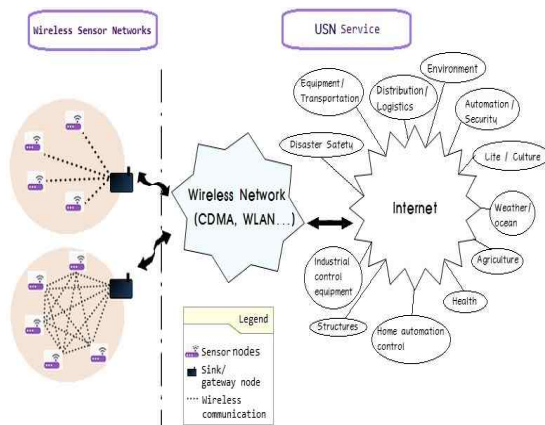 Wireless Sensor Networks
USN Service
Equipment/
Transportation
Distribution/
Logistics
Environment
Automation/
Security
Disaster Safety
Life / Culture
Wireless Network
(CDMA, WLAN...)
Internet
Weather/
ocean
Industrial
control
equipment
Agriculture
Health
Structures
Home automation
control
Legend
Sensor nodes
Sink/
gateway node
Wireless
communication